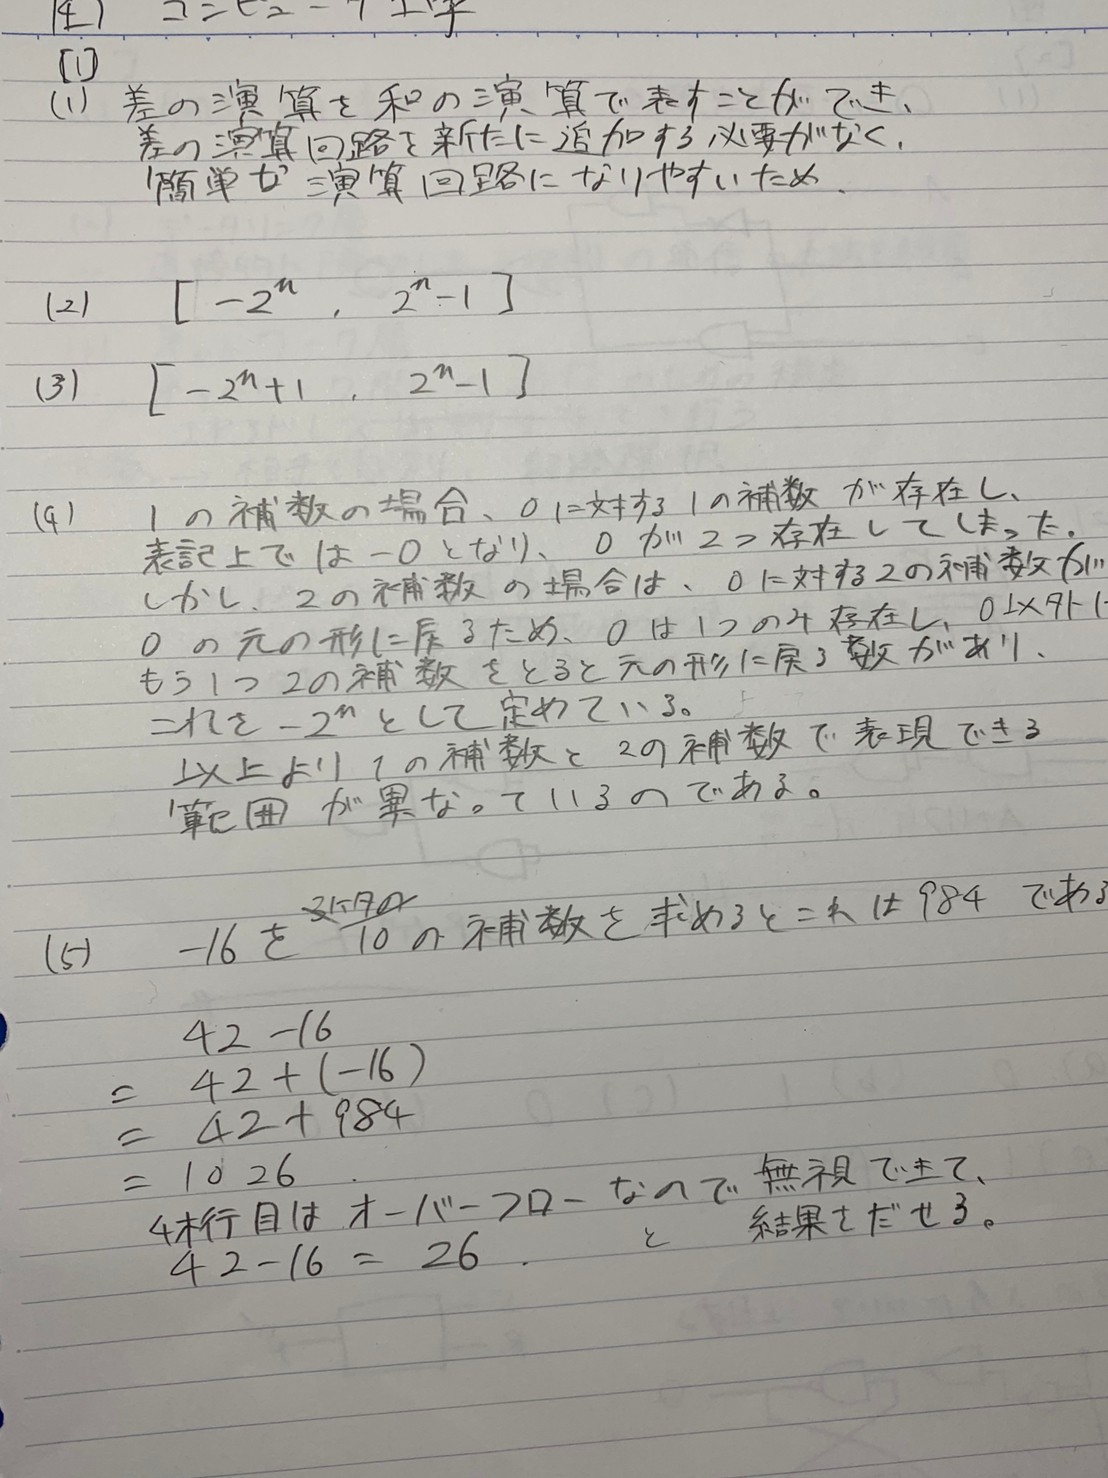 コンピュータ工学
[1]
(1) 差の演算を和の演算で表すことができ、
差の演算回路を新たに追加する必要がなく、
簡単な演算回路になりやすいため.
(2) [ -2ⁿ , 2ⁿ-1 ]
(3) [ -2ⁿ+1 , 2ⁿ-1 ]
(4) 1の補数の場合、0に対する1の補数が存在し、
表記上では-0となり、0が2つ存在してしまった。
しかし、2の補数の場合は、0に対する2の補数が
0の元の形に戻るため、0は1つのみ存在し、0以外に
もう1つ2の補数をとると元の形に戻る数があり、
これを-2ⁿとして定めている。
以上より1の補数と2の補数で表現できる
範囲が異なっているのである。
(5) -16を10の補数を求めるとこれは984である
42-16
= 42+(-16)
= 42+984
= 1026.
4桁目はオーバーフローなので無視できて、
42-16 = 26. と結果をだせる。